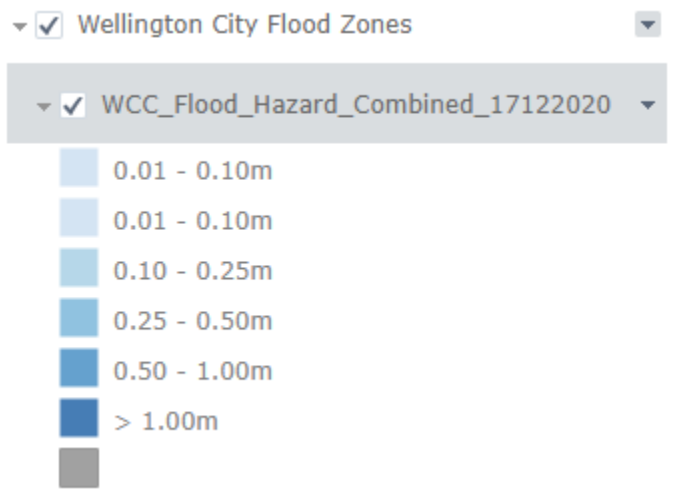 Wellington City Flood Zones
WCC_Flood_Hazard_Combined_17122020
0.01 - 0.10m
0.01 - 0.10m
0.10 - 0.25m
0.25 - 0.50m
0.50 - 1.00m
> 1.00m